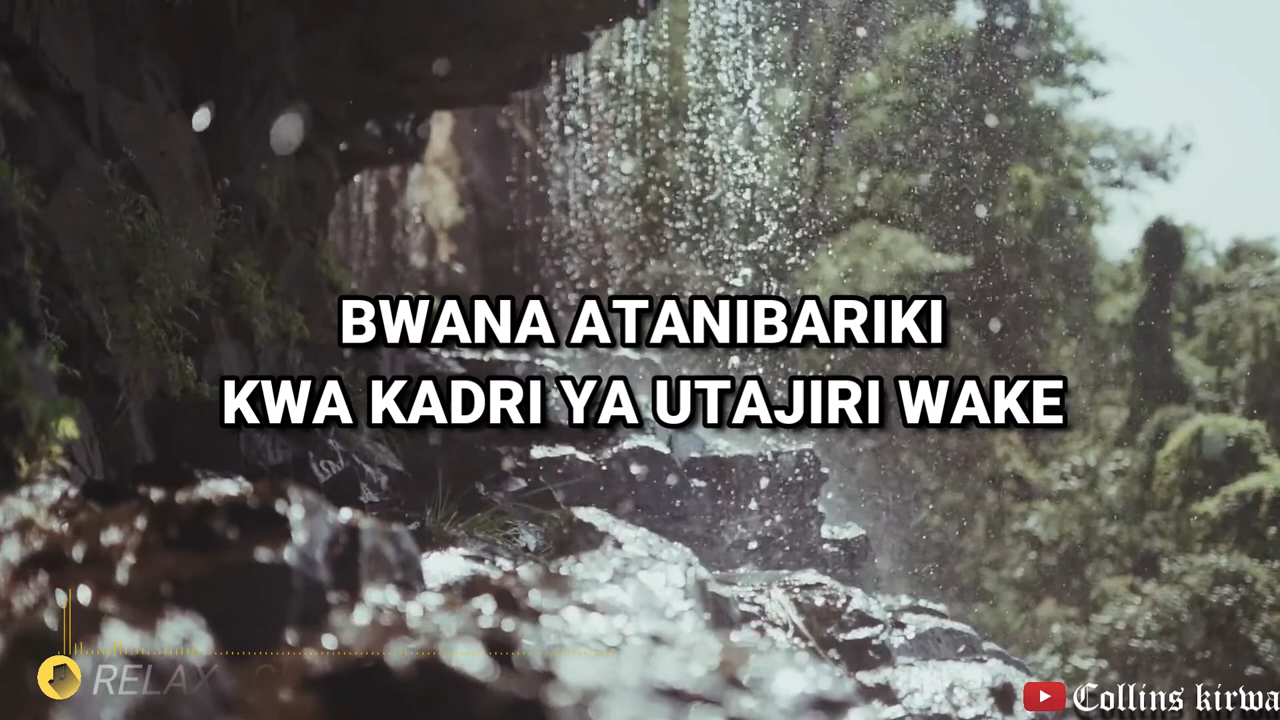 BWANA ATANIBARIKI
KWA KADRI YA UTAJIRI WAKE
RELAX
Collins kirwa